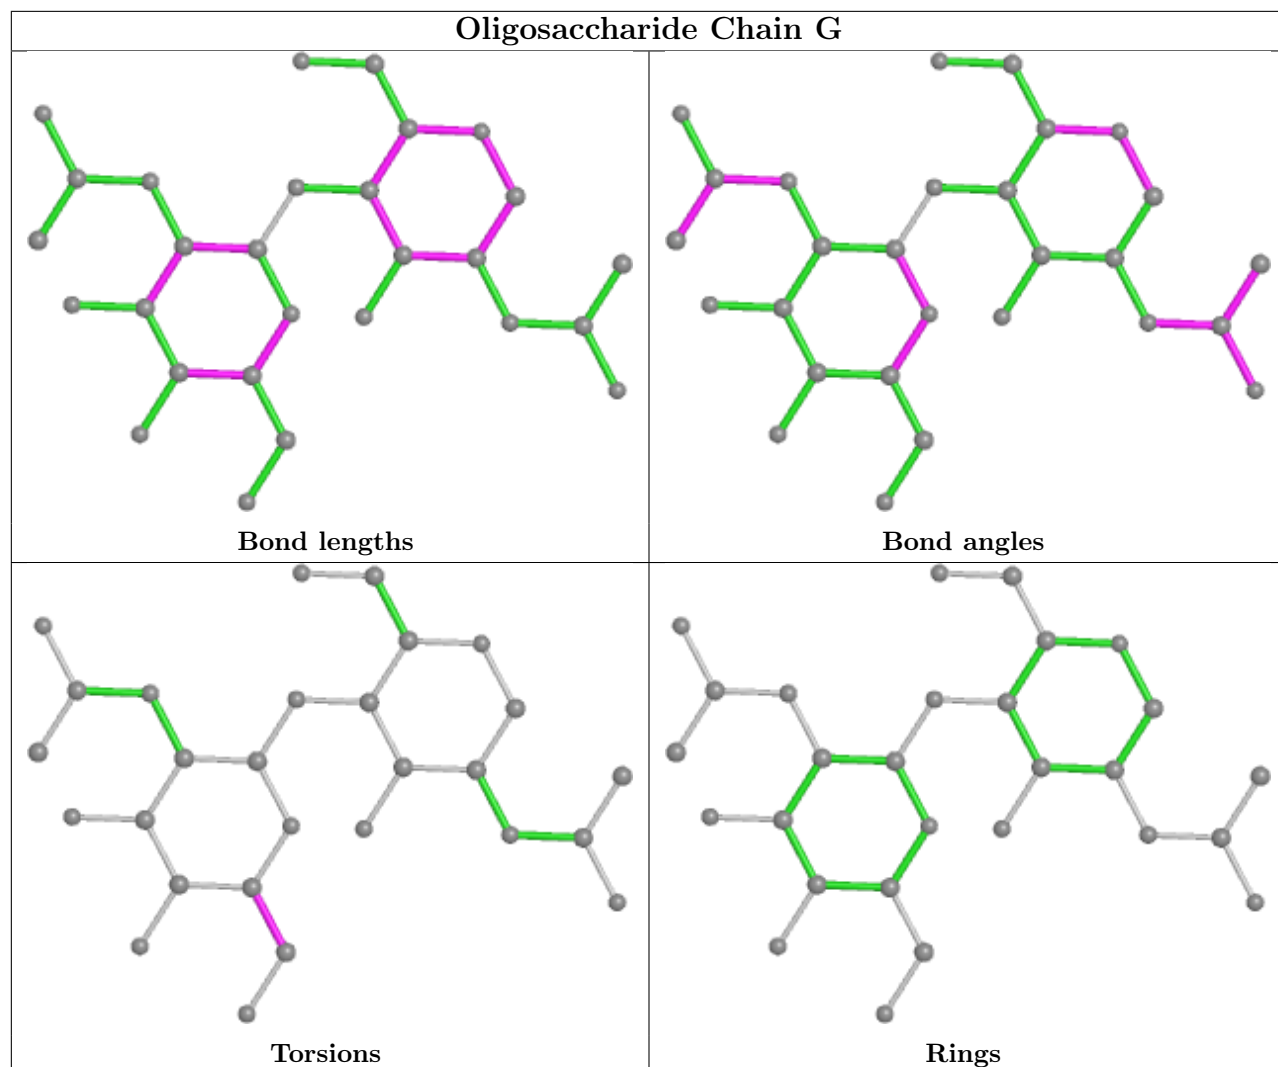 Oligosaccharide Chain G
Bond lengths
Bond angles
Torsions
Rings